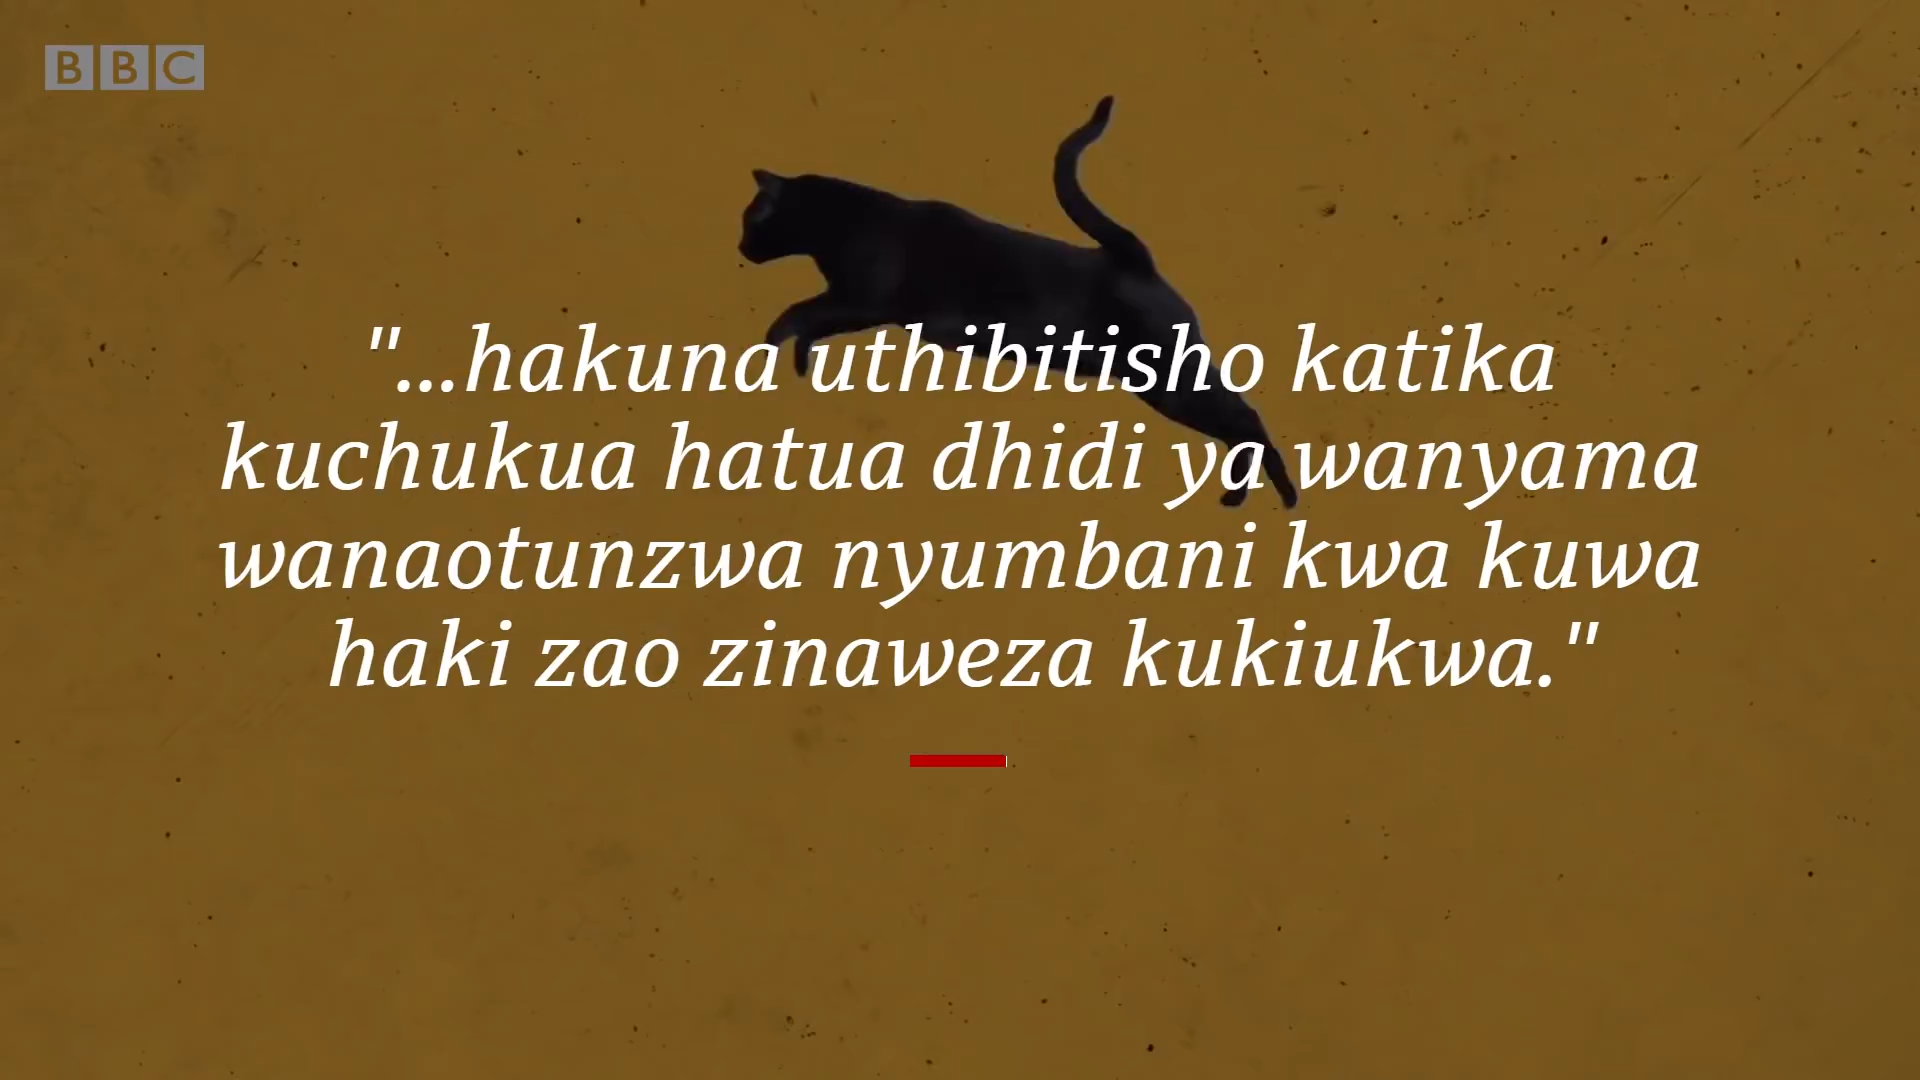 BBC
"...hakuna uthibitisho katika
kuchukua hatua dhidi ya wanyama
wanaotunzwa nyumbani kwa kuwa
haki zao zinaweza kukiukwa."